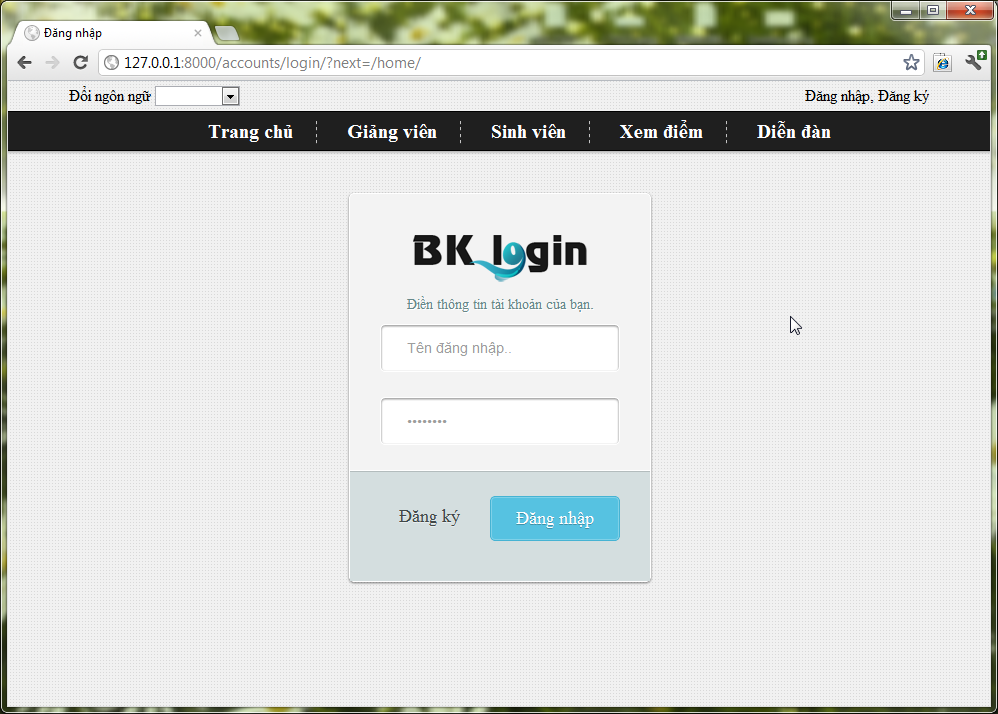 Đăng nhập
127.0.0.1:8000/accounts/login/?next=/home/
Đổi ngôn ngữ
Đăng nhập, Đăng ký
Trang chủ Giảng viên Sinh viên Xem điểm Diễn đàn
BK login
Điền thông tin tài khoản của bạn.
Tên đăng nhập..
••••••••
Đăng ký Đăng nhập